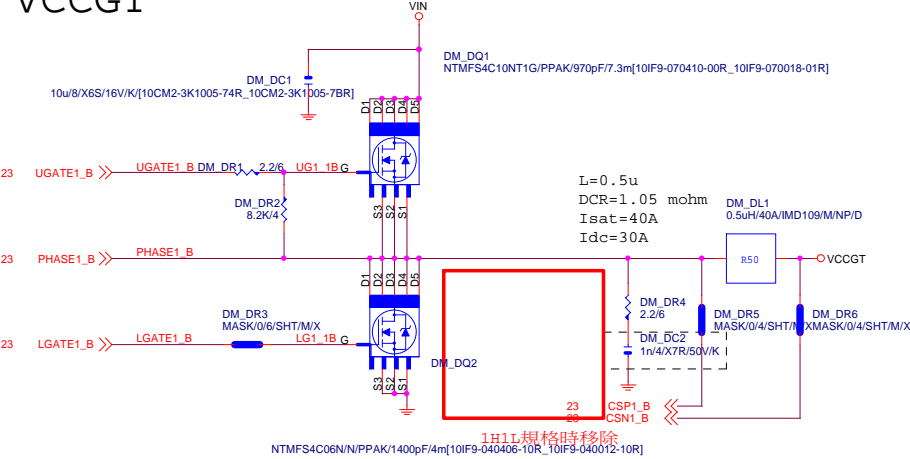 VCCGT
VIN
DM_DQ1
NTMFS4C10NT1G/PPAK/970pF/7.3m[10IF9-070410-00R_10IF9-070018-01R]
DM_DC1
10u/8/X6S/16V/K/[10CM2-3K1005-74R_10CM2-3K1005-7BR]
D1 D2 D3 D4 D5
23 UGATE1_B UGATE1_B DM_DR1 2.2/6 UG1_1B G
DM_DR2
8.2K/4
S3 S2 S1
L=0.5u
DCR=1.05 mohm
Isat=40A
Idc=30A
DM_DL1
0.5uH/40A/IMD109/M/NP/D
23 PHASE1_B PHASE1_B
R50
VCCGT
D1 D2 D3 D4 D5
DM_DR3
MASK/0/6/SHT/M/X
23 LGATE1_B LGATE1_B LG1_1B G
DM_DQ2
S3 S2 S1
DM_DR4
2.2/6
DM_DC2
1n/4/X7R/50V/K
DM_DR5
MASK/0/4/SHT/M/X
DM_DR6
MASK/0/4/SHT/M/X
23 CSP1_B
23 CSN1_B
1H1L規格時移除
NTMFS4C06N/N/PPAK/1400pF/4m[10IF9-040406-10R_10IF9-040012-10R]